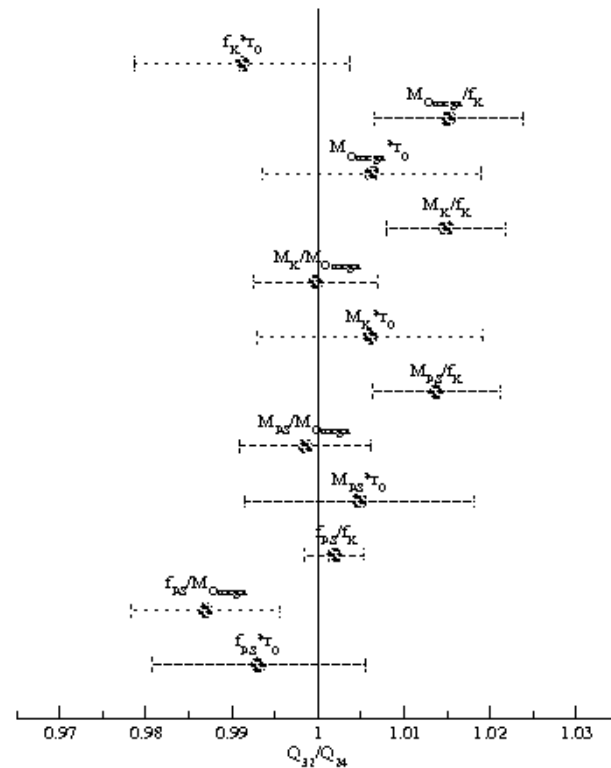 f_K*r_0
M_Omega/f_K
M_Omega*r_0
M_K/f_K
M_K/M_Omega
M_K*r_0
M_PS/f_K
M_PS/M_Omega
M_PS*r_0
f_PS/f_K
f_PS/M_Omega
f_PS*r_0
0.97 0.98 0.99 1 1.01 1.02 1.03
Q_32/Q_24